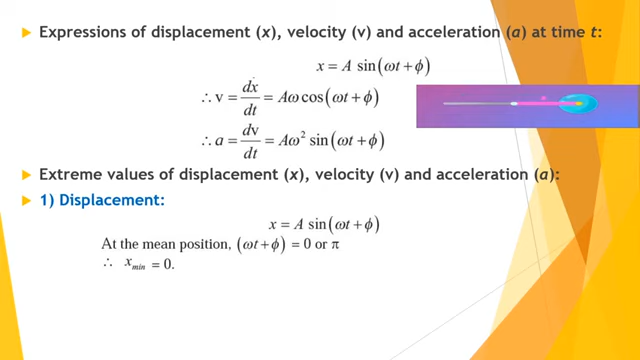 Expressions of displacement (x), velocity (v) and acceleration (a) at time t:
x = A sin(ωt + ϕ)
∴ v = dx/dt = Aω cos(ωt + ϕ)
∴ a = dv/dt = Aω² sin(ωt + ϕ)
Extreme values of displacement (x), velocity (v) and acceleration (a):
1) Displacement:
x = A sin(ωt + ϕ)
At the mean position, (ωt + ϕ) = 0 or π
∴ x_min = 0.